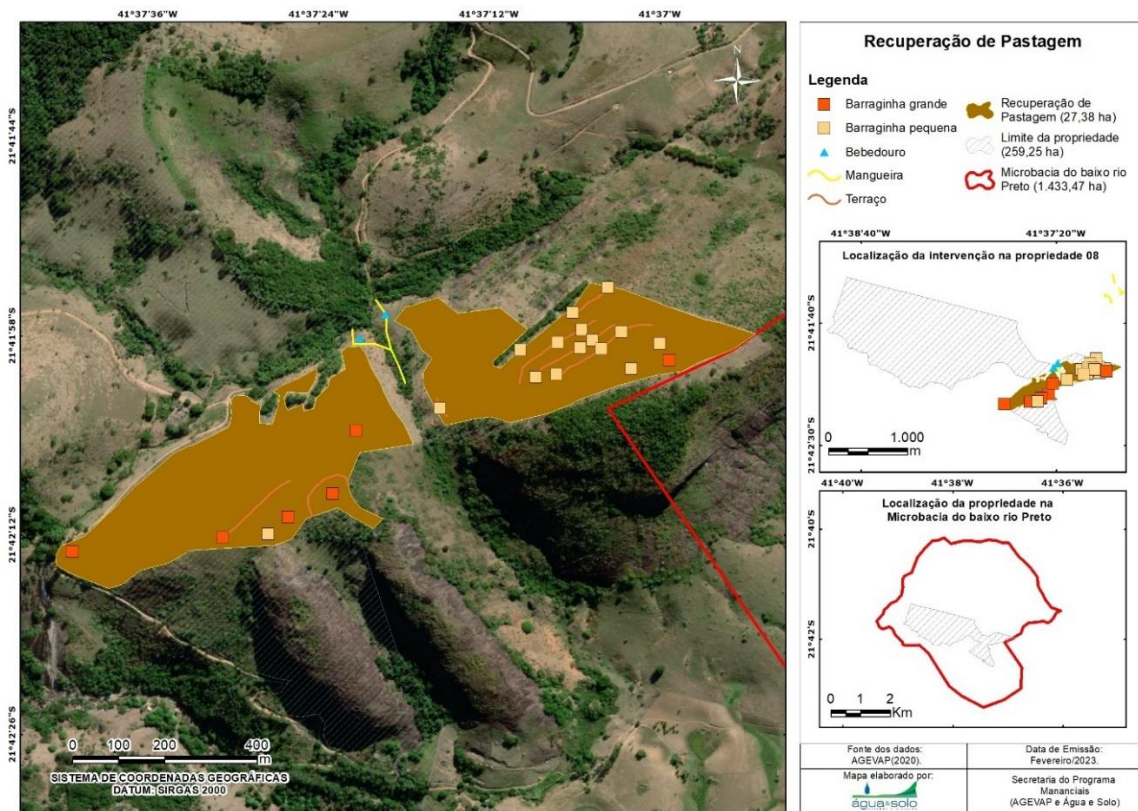 41°37'36"W
41°37'24"W
41°37'12"W
41°37'W
21°41'44"S
21°41'58"S
21°42'12"S
21°42'26"S
N
0 100 200 400
m
SISTEMA DE COORDENADAS GEOGRÁFICAS
DATUM: SIRGAS 2000
Recuperação de Pastagem
Legenda
Barraginha grande
Barraginha pequena
Bebedouro
Mangueira
Terraço
Recuperação de
Pastagem (27,38 ha)
Limite da propriedade
(259,25 ha)
Microbacia do baixo rio
Preto (1.433,47 ha)
41°38'40"W
41°37'20"W
Localização da intervenção na propriedade 08
21°41'40"S
21°42'30"S
0 1.000
m
41°40'W
41°38'W
41°36'W
Localização da propriedade na
Microbacia do baixo rio Preto
21°40'S
21°42'S
0 1 2
Km
Fonte dos dados:
AGEVAP(2020).
Data de Emissão:
Fevereiro/2023.
Mapa elaborado por:
água e solo
Secretaria do Programa
Mananciais
(AGEVAP e Água e Solo)